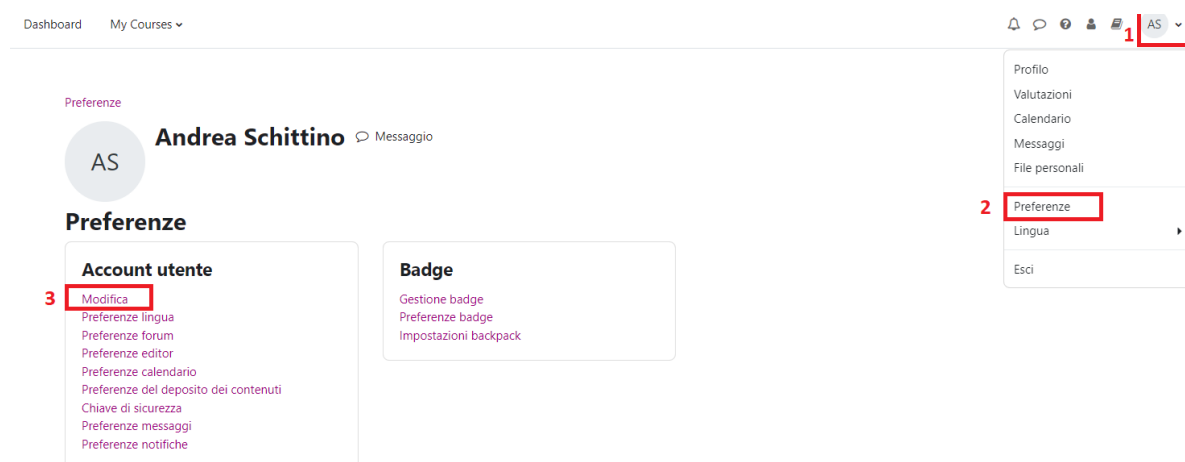 Dashboard My Courses
1 AS
Profilo
Valutazioni
Calendario
Messaggi
File personali
2 Preferenze
Lingua
Esci
Preferenze
AS
Andrea Schittino Messaggio
Preferenze
Account utente
3 Modifica
Preferenze lingua
Preferenze forum
Preferenze editor
Preferenze calendario
Preferenze del deposito dei contenuti
Chiave di sicurezza
Preferenze messaggi
Preferenze notifiche
Badge
Gestione badge
Preferenze badge
Impostazioni backpack